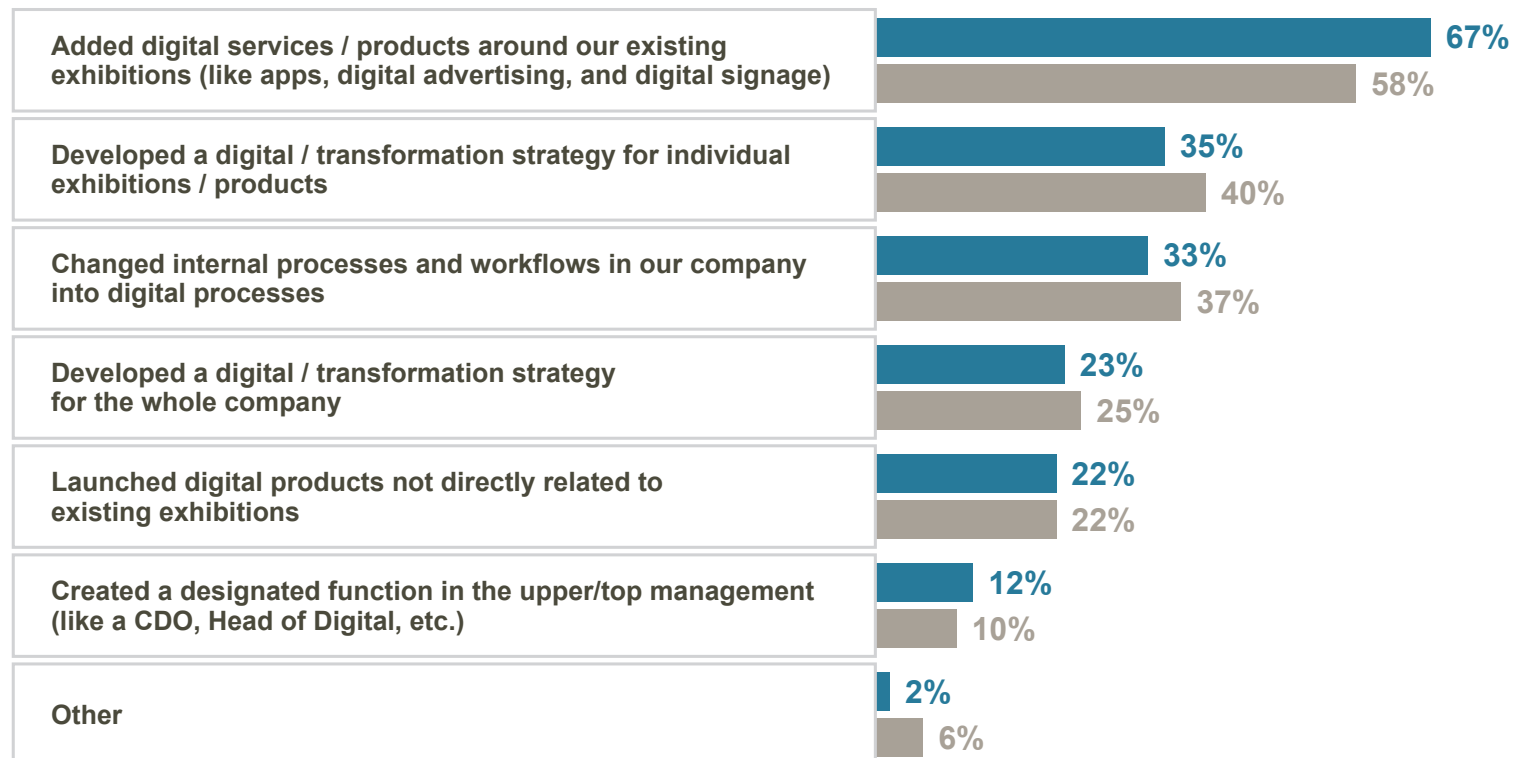 Added digital services / products around our existing
exhibitions (like apps, digital advertising, and digital signage)
67%
58%
Developed a digital / transformation strategy for individual
exhibitions / products
35%
40%
Changed internal processes and workflows in our company
into digital processes
33%
37%
Developed a digital / transformation strategy
for the whole company
23%
25%
Launched digital products not directly related to
existing exhibitions
22%
22%
Created a designated function in the upper/top management
(like a CDO, Head of Digital, etc.)
12%
10%
Other
2%
6%